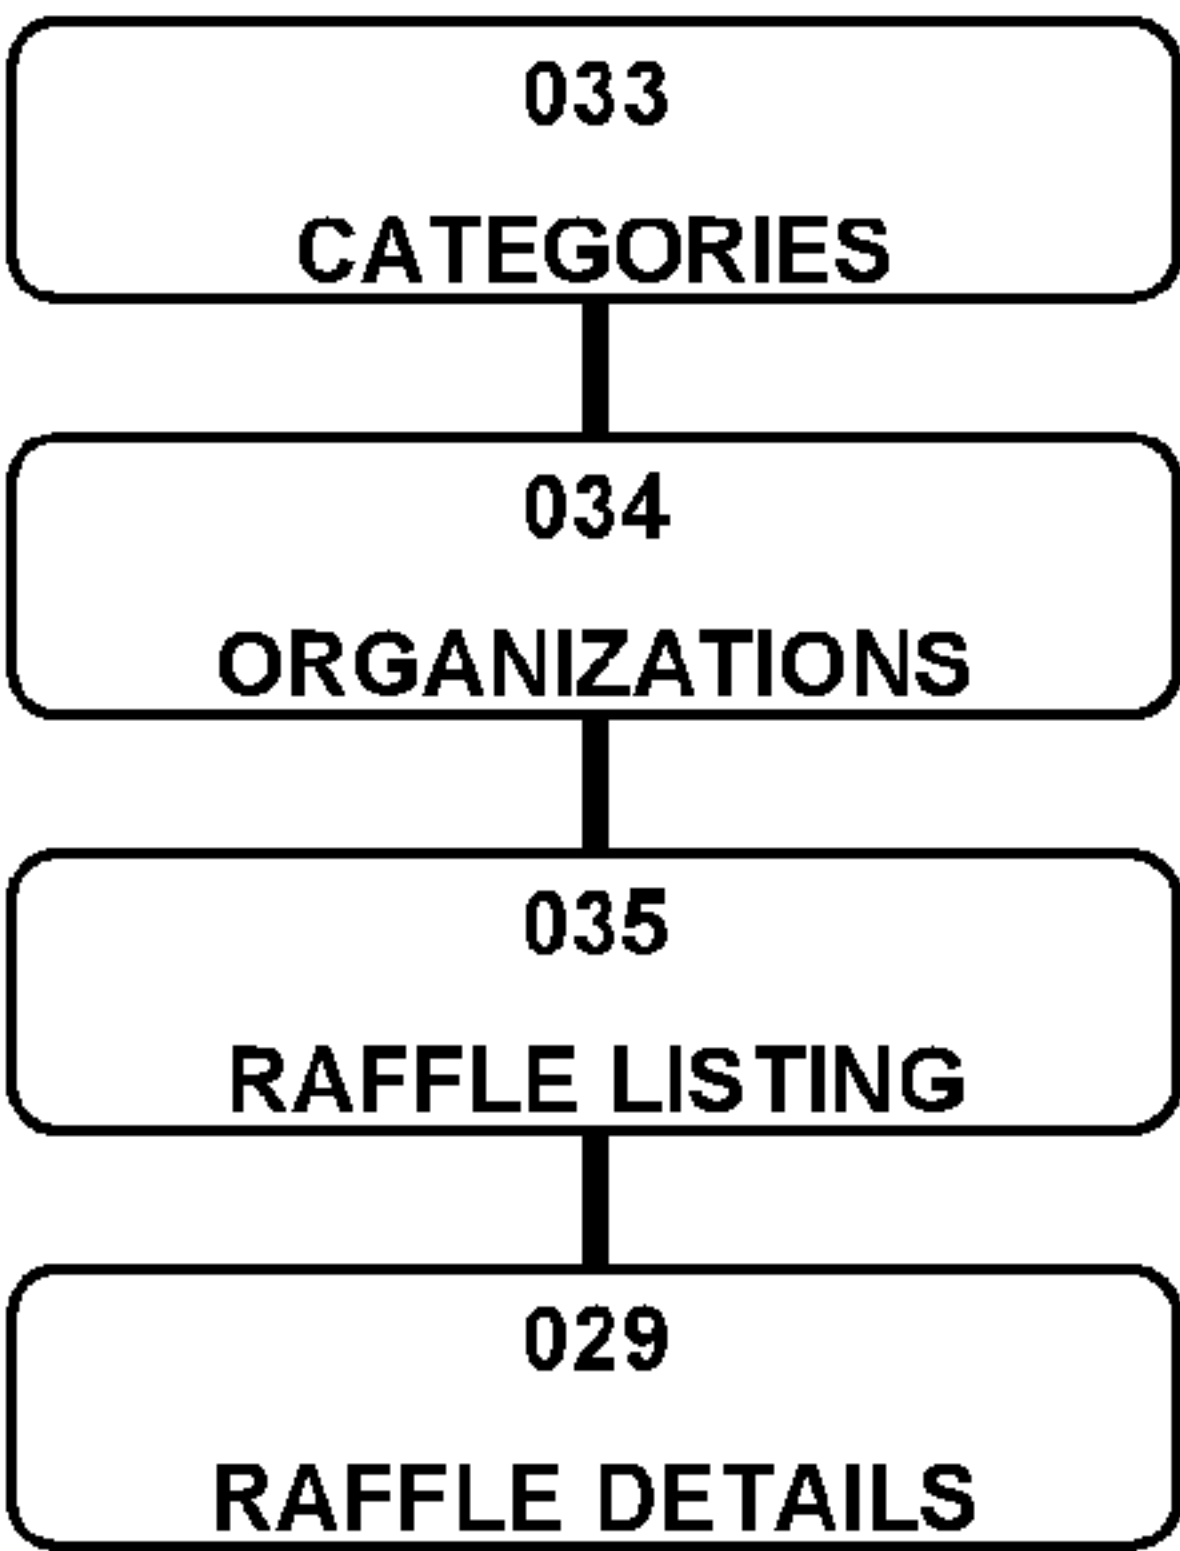 033
CATEGORIES
034
ORGANIZATIONS
035
RAFFLE LISTING
029
RAFFLE DETAILS